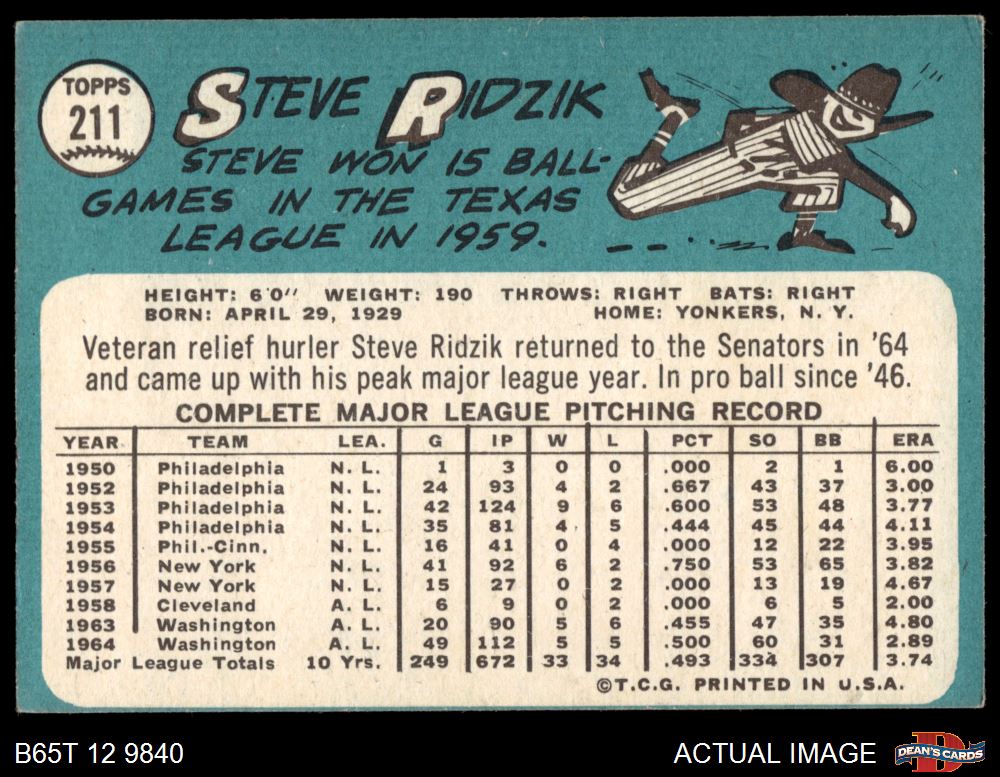 TOPPS
211
STEVE RIDZIK
STEVE WON 15 BALL-
GAMES IN THE TEXAS
LEAGUE IN 1959.
HEIGHT: 6'0" WEIGHT: 190 THROWS: RIGHT BATS: RIGHT
BORN: APRIL 29, 1929 HOME: YONKERS, N. Y.
Veteran relief hurler Steve Ridzik returned to the Senators in '64
and came up with his peak major league year. In pro ball since '46.
COMPLETE MAJOR LEAGUE PITCHING RECORD
YEAR TEAM LEA. G IP W L PCT SO BB ERA
1950 Philadelphia N. L. 1 3 0 0 .000 2 1 6.00
1952 Philadelphia N. L. 24 93 4 2 .667 43 37 3.00
1953 Philadelphia N. L. 42 124 9 6 .600 53 48 3.77
1954 Philadelphia N. L. 35 81 4 5 .444 45 44 4.11
1955 Phil.-Cinn. N. L. 16 41 0 4 .000 12 22 3.95
1956 New York N. L. 41 92 6 2 .750 53 65 3.82
1957 New York N. L. 15 27 0 2 .000 13 19 4.67
1958 Cleveland A. L. 6 9 0 2 .000 6 5 2.00
1963 Washington A. L. 20 90 5 6 .455 47 35 4.80
1964 Washington A. L. 49 112 5 5 .500 60 31 2.89
Major League Totals 10 Yrs. 249 672 33 34 .493 334 307 3.74
©T.C.G. PRINTED IN U.S.A.
B65T 12 9840 ACTUAL IMAGE DEAN'S CARDS